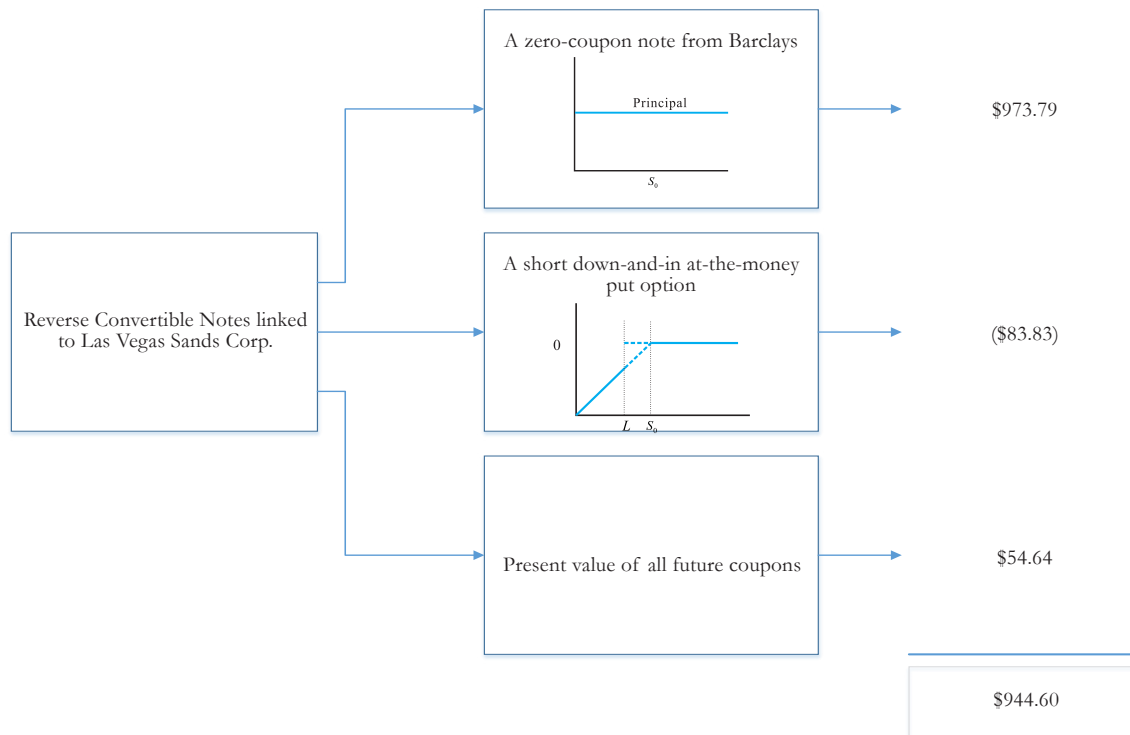 A zero-coupon note from Barclays
Principal
S₀
$973.79
Reverse Convertible Notes linked
to Las Vegas Sands Corp.
A short down-and-in at-the-money
put option
0
L S₀
($83.83)
Present value of all future coupons
$54.64
$944.60